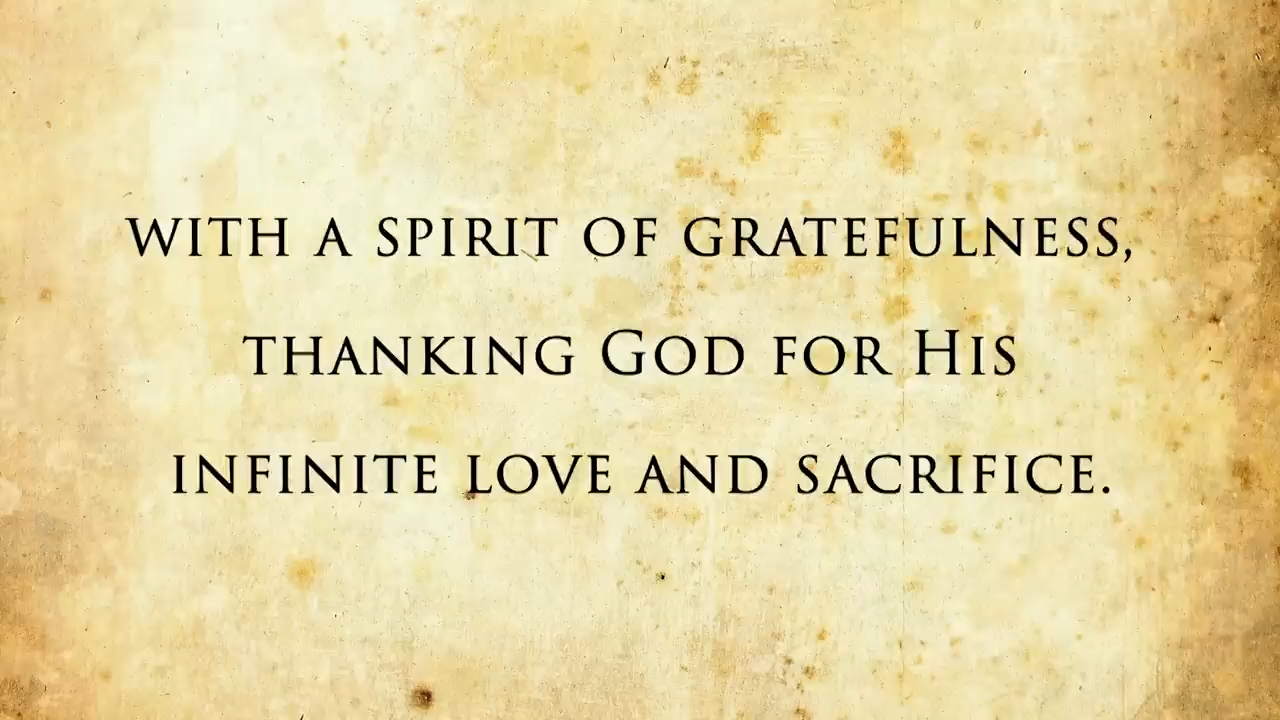 WITH A SPIRIT OF GRATEFULNESS,
THANKING GOD FOR HIS
INFINITE LOVE AND SACRIFICE.